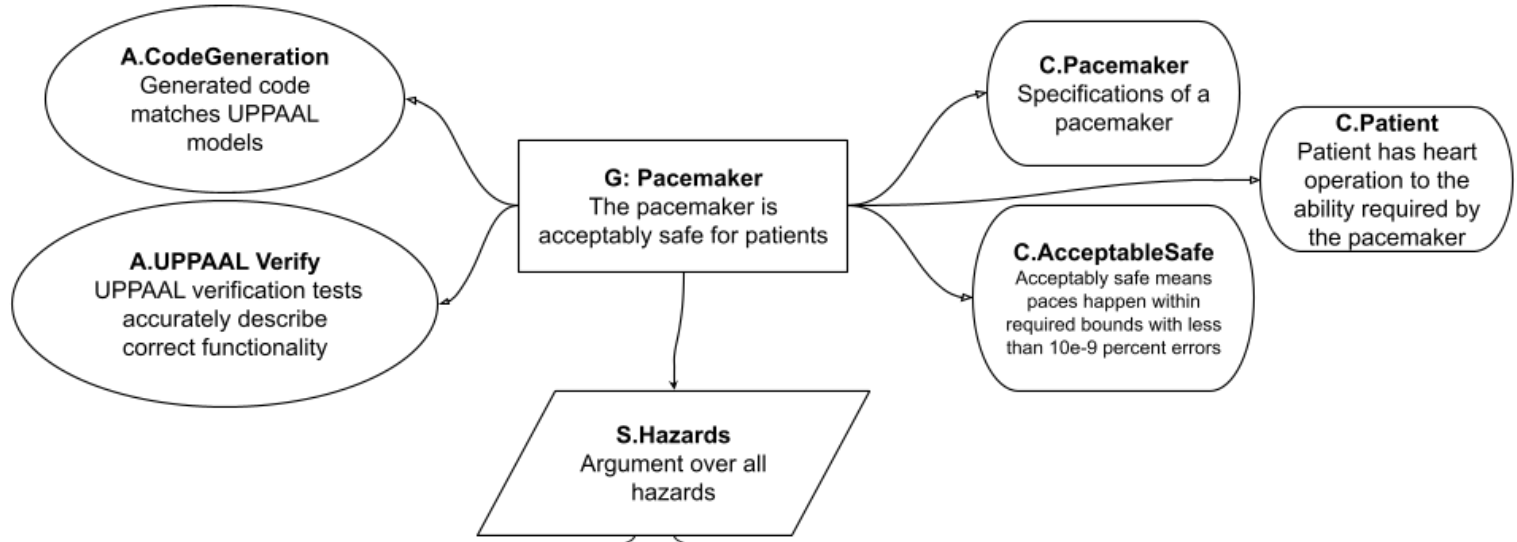 A.CodeGeneration
Generated code
matches UPPAAL
models
A.UPPAAL Verify
UPPAAL verification tests
accurately describe
correct functionality
G: Pacemaker
The pacemaker is
acceptably safe for patients
C.Pacemaker
Specifications of a
pacemaker
C.Patient
Patient has heart
operation to the
ability required by
the pacemaker
C.AcceptableSafe
Acceptably safe means
paces happen within
required bounds with less
than 10e-9 percent errors
S.Hazards
Argument over all
hazards